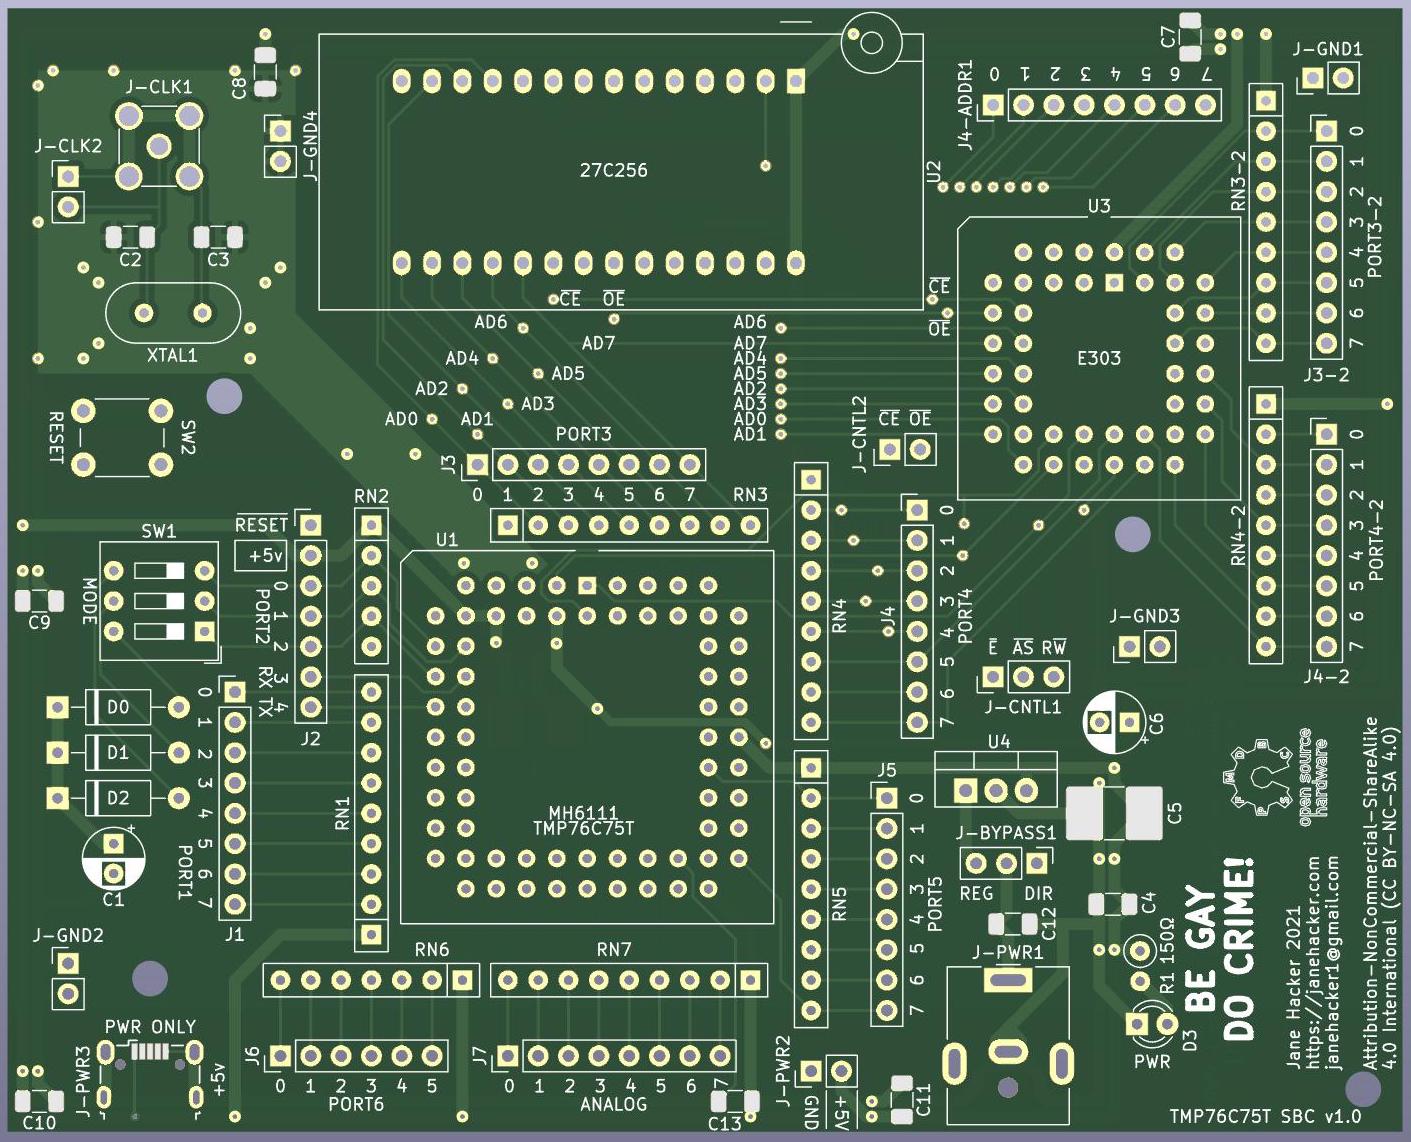 C7
J-GND1
J-CLK1
C8
J-GND4
J4-ADDR1
0 1 2 3 4 5 6 7
J-CLK2
27C256
U2
RN3-2
0
1
2
3
4
5
6
7
PORT3-2
J3-2
U3
C2
C3
XTAL1
CE OE
CE
OE
AD6
AD7
AD4
AD5
AD2
AD3
AD0
AD1
AD6
AD7
AD4
AD5
AD2
AD3
AD0
AD1
E303
RESET
SW2
PORT3
J3
0 1 2 3 4 5 6 7
RN3
J-CNTL2
CE OE
RN4-2
0
1
2
3
4
5
6
7
PORT4-2
J4-2
RN2
RESET
+5v
0
1
2
3
4
PORT2
RX
TX
J2
SW1
MODE
C9
U1
RN4
J4
0
1
2
3
4
5
6
7
PORT4
J-GND3
E AS RW
J-CNTL1
C6
+
D0
D1
D2
0
1
2
3
4
5
6
7
PORT1
J1
+
C1
RN1
MH6111
TMP76C75T
U4
J5
0
1
2
3
4
5
6
7
PORT5
RN5
C5
J-BYPASS1
REG DIR
C4
C12
J-PWR1
150Ω
R1
D3
PWR
MDBCSPF
open source
hardware
BE GAY
DO CRIME!
Jane Hacker 2021
https://janehacker.com
janehacker1@gmail.com
Attribution-NonCommercial-ShareAlike
4.0 International (CC BY-NC-SA 4.0)
J-GND2
RN6
RN7
PWR ONLY
J-PWR3
+5v
C10
J6
0 1 2 3 4 5
PORT6
J7
0 1 2 3 4 5 6 7
ANALOG
C13
J-PWR2
GND
+5V
C11
TMP76C75T SBC v1.0